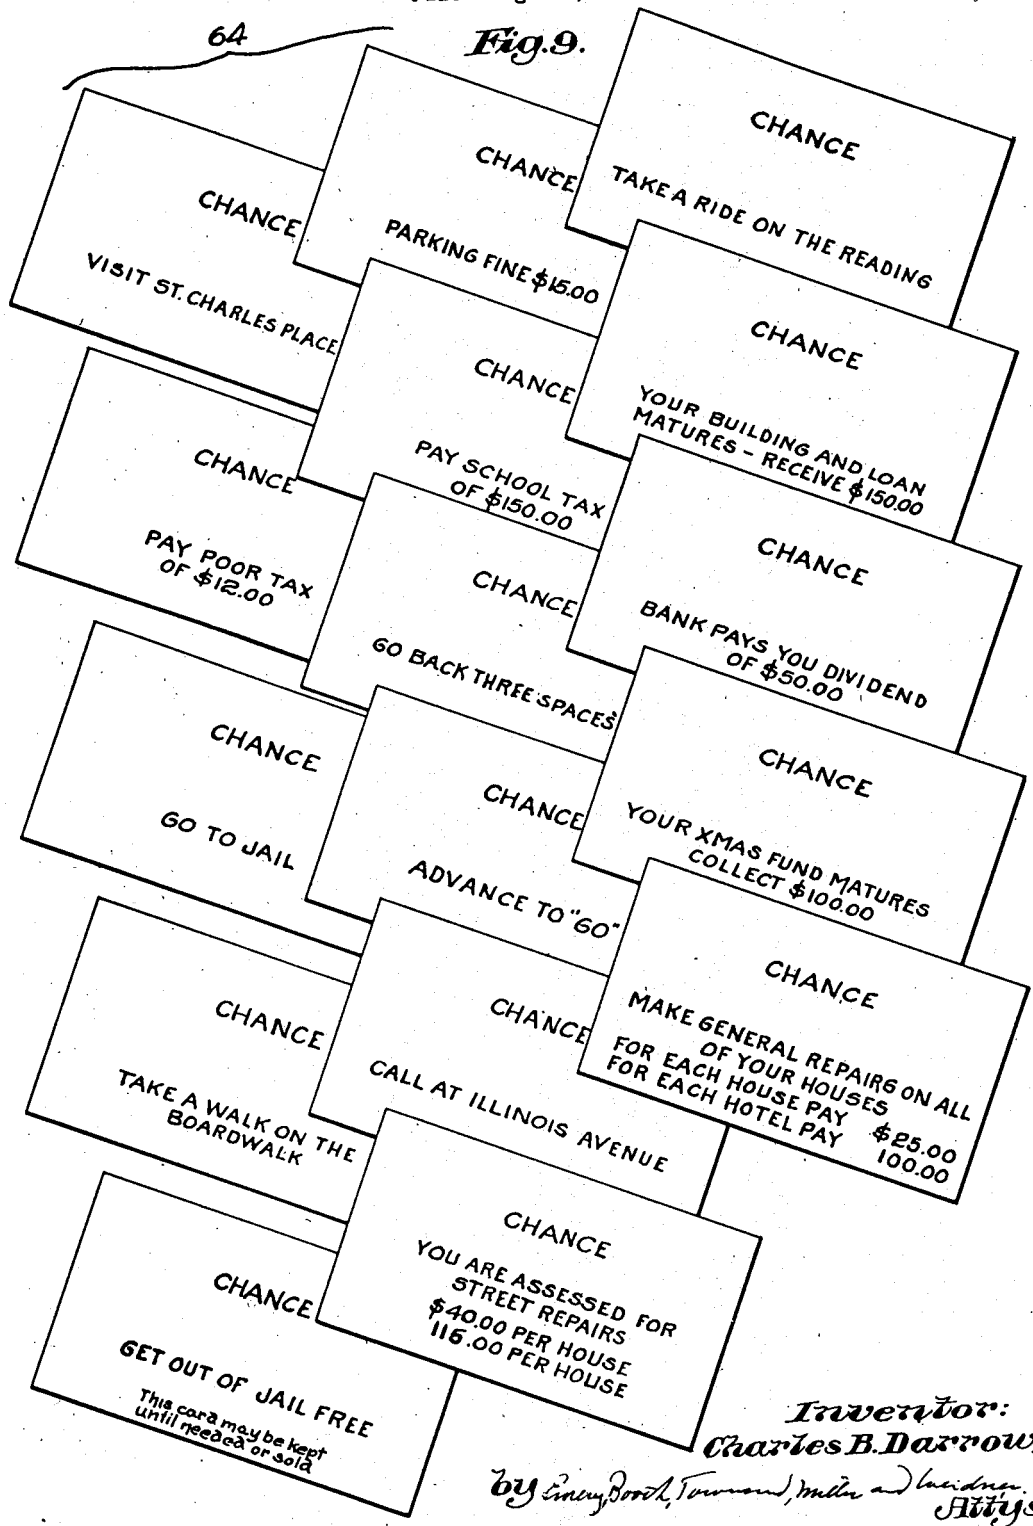 64
Fig.9.
CHANCE
VISIT ST. CHARLES PLACE
CHANCE
PAY POOR TAX
OF $12.00
CHANCE
GO TO JAIL
CHANCE
TAKE A WALK ON THE
BOARDWALK
CHANCE
GET OUT OF JAIL FREE
This card may be kept
until needed or sold
CHANCE
PARKING FINE $15.00
CHANCE
PAY SCHOOL TAX
OF $150.00
CHANCE
GO BACK THREE SPACES
CHANCE
ADVANCE TO "GO"
CHANCE
CALL AT ILLINOIS AVENUE
CHANCE
YOU ARE ASSESSED FOR
STREET REPAIRS
$40.00 PER HOUSE
115.00 PER HOUSE
CHANCE
TAKE A RIDE ON THE READING
CHANCE
YOUR BUILDING AND LOAN
MATURES - RECEIVE $150.00
CHANCE
BANK PAYS YOU DIVIDEND
OF $50.00
CHANCE
YOUR XMAS FUND MATURES
COLLECT $100.00
CHANCE
MAKE GENERAL REPAIRS ON ALL
OF YOUR HOUSES
FOR EACH HOUSE PAY $25.00
FOR EACH HOTEL PAY 100.00
Inventor:
Charles B. Darrow,
by Emery, Booth, Townsend, Miller and Weidner.
Attys